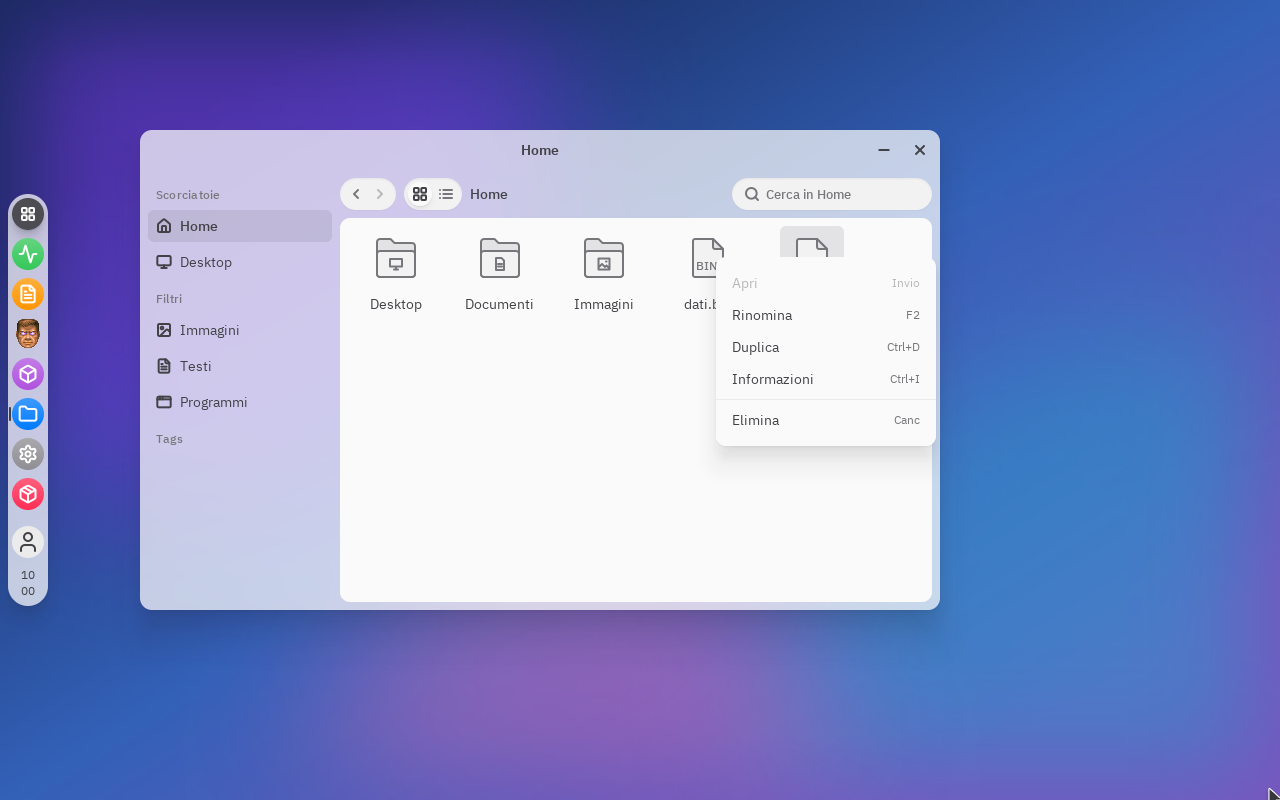 Home
Scorciatoie
Home
Desktop
Filtri
Immagini
Testi
Programmi
Tags
Home
Cerca in Home
Desktop
Documenti
Immagini
BIN
Apri Invio
Rinomina F2
Duplica Ctrl+D
Informazioni Ctrl+I
Elimina Canc
10
00